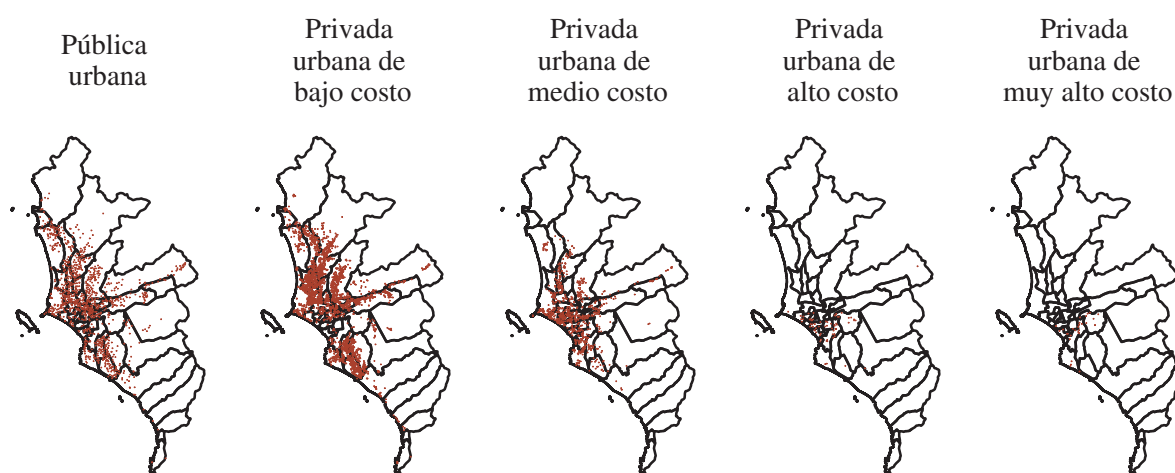 Pública
urbana
Privada
urbana de
bajo costo
Privada
urbana de
medio costo
Privada
urbana de
alto costo
Privada
urbana de
muy alto costo